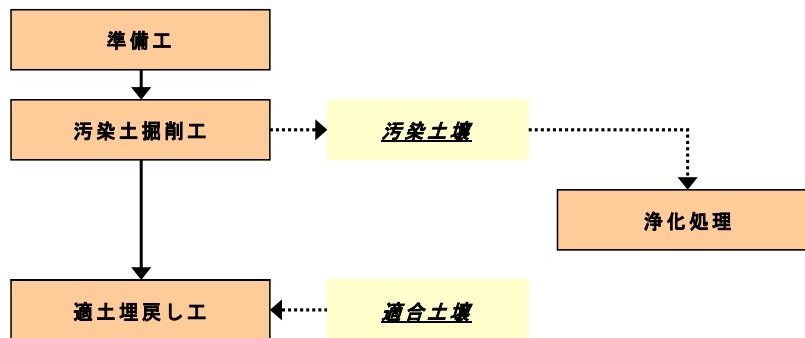 準備工
汚染土掘削工
汚染土壌
浄化処理
適土埋戻し工
適合土壌